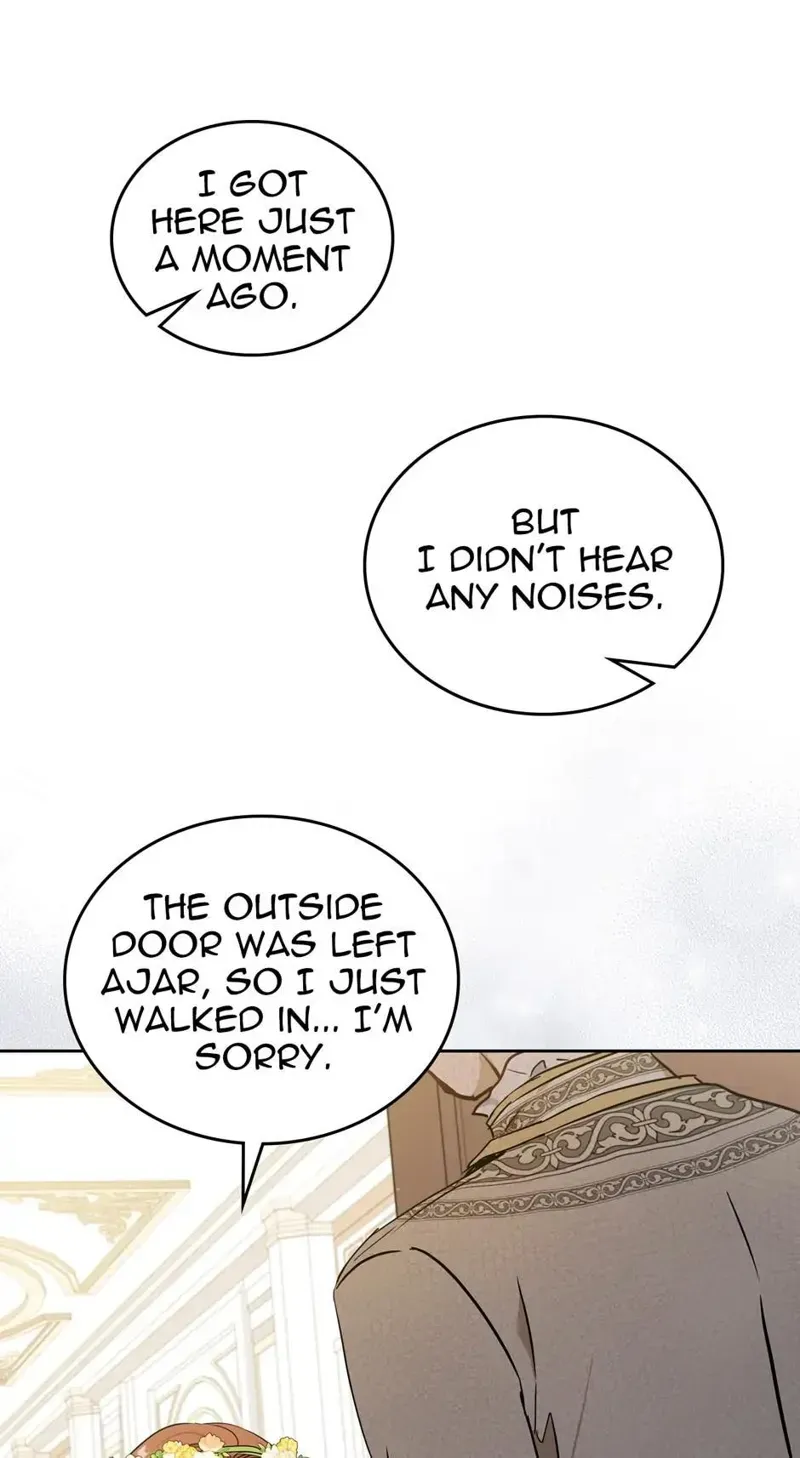 I GOT
HERE JUST
A MOMENT
AGO.
BUT
I DIDN'T HEAR
ANY NOISES.
THE OUTSIDE
DOOR WAS LEFT
AJAR, SO I JUST
WALKED IN... I'M
SORRY.